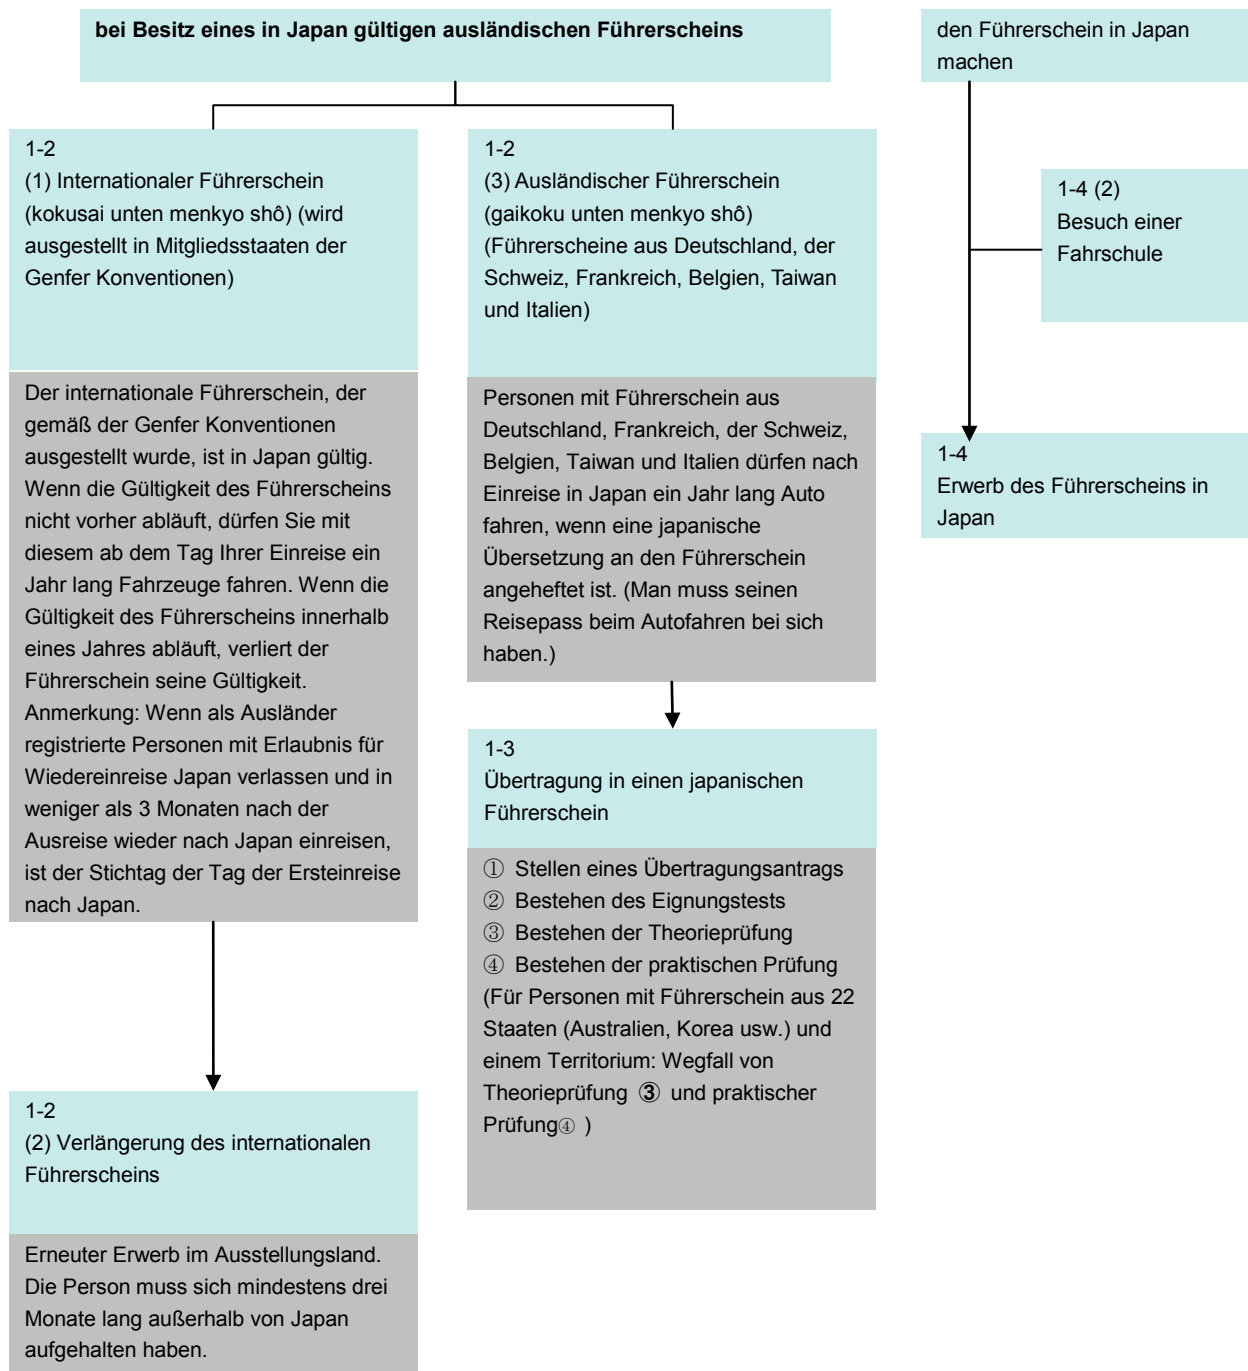 bei Besitz eines in Japan gültigen ausländischen Führerscheins
1-2
(1) Internationaler Führerschein
(kokusai unten menkyo shô) (wird
ausgestellt in Mitgliedsstaaten der
Genfer Konventionen)
Der internationale Führerschein, der
gemäß der Genfer Konventionen
ausgestellt wurde, ist in Japan gültig.
Wenn die Gültigkeit des Führerscheins
nicht vorher abläuft, dürfen Sie mit
diesem ab dem Tag Ihrer Einreise ein
Jahr lang Fahrzeuge fahren. Wenn die
Gültigkeit des Führerscheins innerhalb
eines Jahres abläuft, verliert der
Führerschein seine Gültigkeit.
Anmerkung: Wenn als Ausländer
registrierte Personen mit Erlaubnis für
Wiedereinreise Japan verlassen und in
weniger als 3 Monaten nach der
Ausreise wieder nach Japan einreisen,
ist der Stichtag der Tag der Ersteinreise
nach Japan.
1-2
(2) Verlängerung des internationalen
Führerscheins
Erneuter Erwerb im Ausstellungsland.
Die Person muss sich mindestens drei
Monate lang außerhalb von Japan
aufgehalten haben.
1-2
(3) Ausländischer Führerschein
(gaikoku unten menkyo shô)
(Führerscheine aus Deutschland, der
Schweiz, Frankreich, Belgien, Taiwan
und Italien)
Personen mit Führerschein aus
Deutschland, Frankreich, der Schweiz,
Belgien, Taiwan und Italien dürfen nach
Einreise in Japan ein Jahr lang Auto
fahren, wenn eine japanische
Übersetzung an den Führerschein
angeheftet ist. (Man muss seinen
Reisepass beim Autofahren bei sich
haben.)
1-3
Übertragung in einen japanischen
Führerschein
① Stellen eines Übertragungsantrags
② Bestehen des Eignungstests
③ Bestehen der Theorieprüfung
④ Bestehen der praktischen Prüfung
(Für Personen mit Führerschein aus 22
Staaten (Australien, Korea usw.) und
einem Territorium: Wegfall von
Theorieprüfung ③ und praktischer
Prüfung④ )
den Führerschein in Japan
machen
1-4 (2)
Besuch einer
Fahrschule
1-4
Erwerb des Führerscheins in
Japan